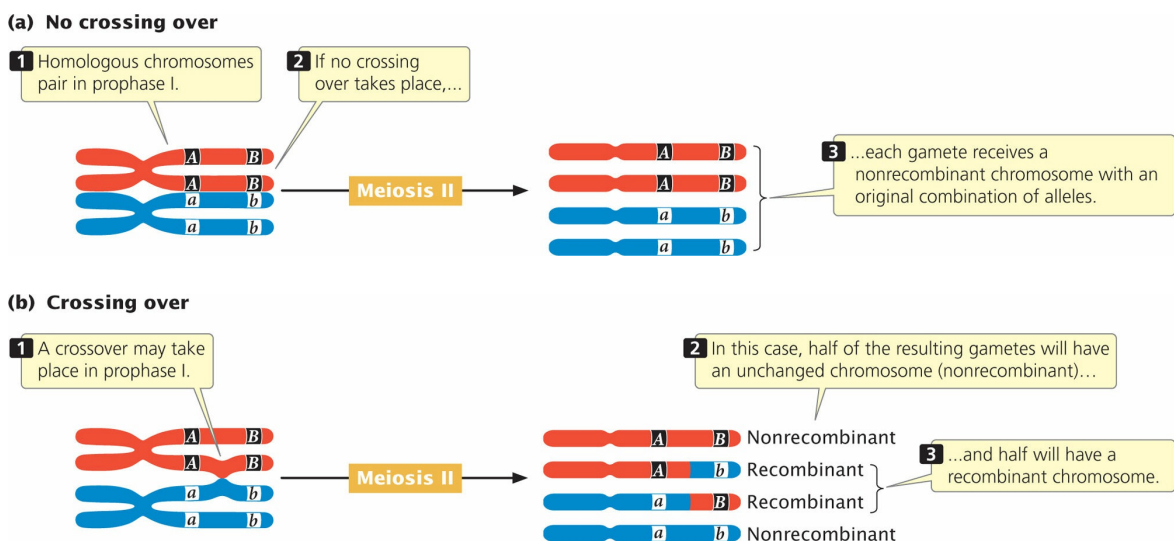 (a) No crossing over
1 Homologous chromosomes
pair in prophase I.
2 If no crossing
over takes place,...
A B
A B
a b
a b
Meiosis II
A B
A B
a b
a b
3 ...each gamete receives a
nonrecombinant chromosome with an
original combination of alleles.
(b) Crossing over
1 A crossover may take
place in prophase I.
A B
A B
a b
a b
Meiosis II
2 In this case, half of the resulting gametes will have
an unchanged chromosome (nonrecombinant)...
A B Nonrecombinant
A b Recombinant
a B Recombinant
a b Nonrecombinant
3 ...and half will have a
recombinant chromosome.